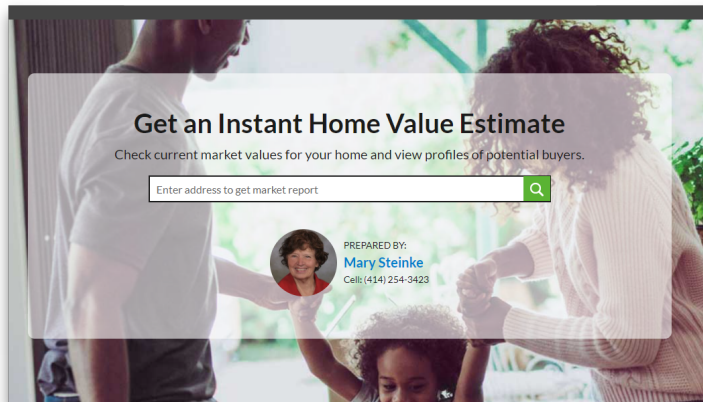 Get an Instant Home Value Estimate
Check current market values for your home and view profiles of potential buyers.
Enter address to get market report
PREPARED BY:
Mary Steinke
Cell: (414) 254-3423